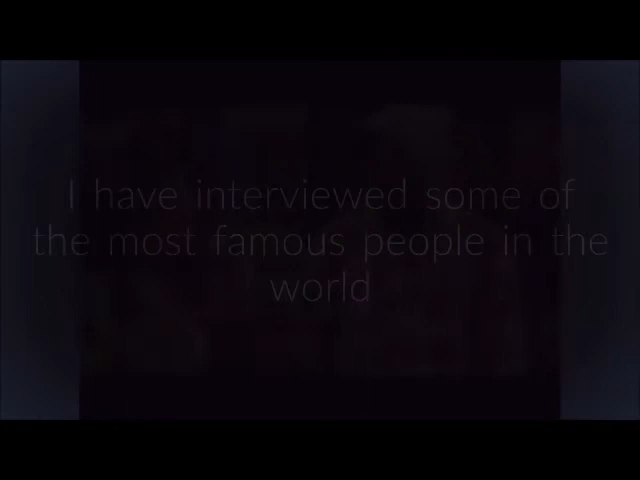 I have interviewed some of
the most famous people in the
world